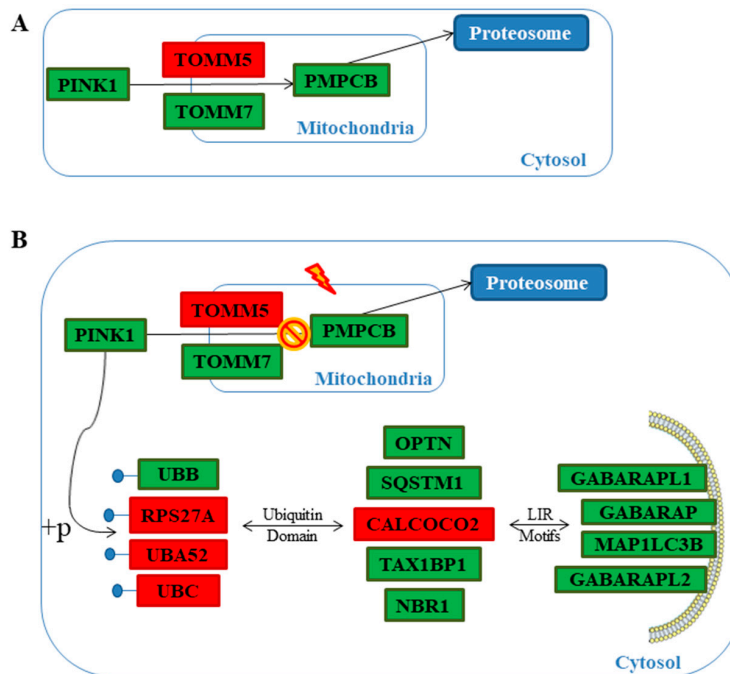 A
Proteosome
TOMM5
PINK1
PMPCB
TOMM7
Mitochondria
Cytosol
B
Proteosome
TOMM5
PINK1
PMPCB
TOMM7
Mitochondria
OPTN
UBB
SQSTM1
GABARAPL1
+p
RPS27A
Ubiquitin
Domain
CALCOCO2
LIR
Motifs
GABARAP
UBA52
TAX1BP1
MAP1LC3B
UBC
NBR1
GABARAPL2
Cytosol